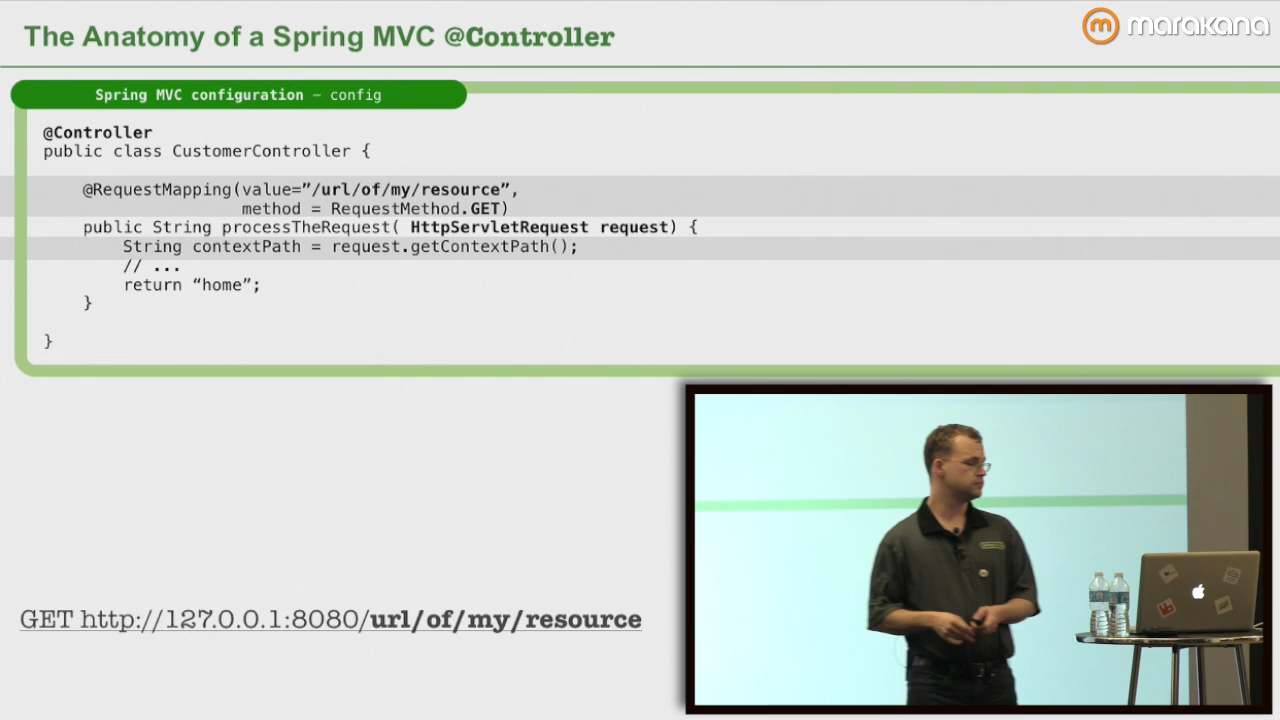 The Anatomy of a Spring MVC @Controller
marakana
Spring MVC configuration – config
@Controller
public class CustomerController {
@RequestMapping(value=”/url/of/my/resource”,
method = RequestMethod.GET)
public String processTheRequest( HttpServletRequest request) {
String contextPath = request.getContextPath();
// ...
return “home”;
}
}
GET http://127.0.0.1:8080/url/of/my/resource